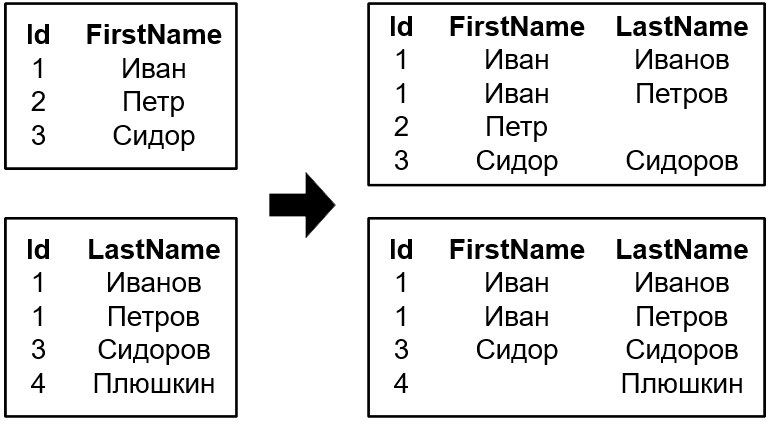 Id FirstName
1 Иван
2 Петр
3 Сидор
Id LastName
1 Иванов
1 Петров
3 Сидоров
4 Плюшкин
Id FirstName LastName
1 Иван Иванов
1 Иван Петров
2 Петр
3 Сидор Сидоров
Id FirstName LastName
1 Иван Иванов
1 Иван Петров
3 Сидор Сидоров
4 Плюшкин